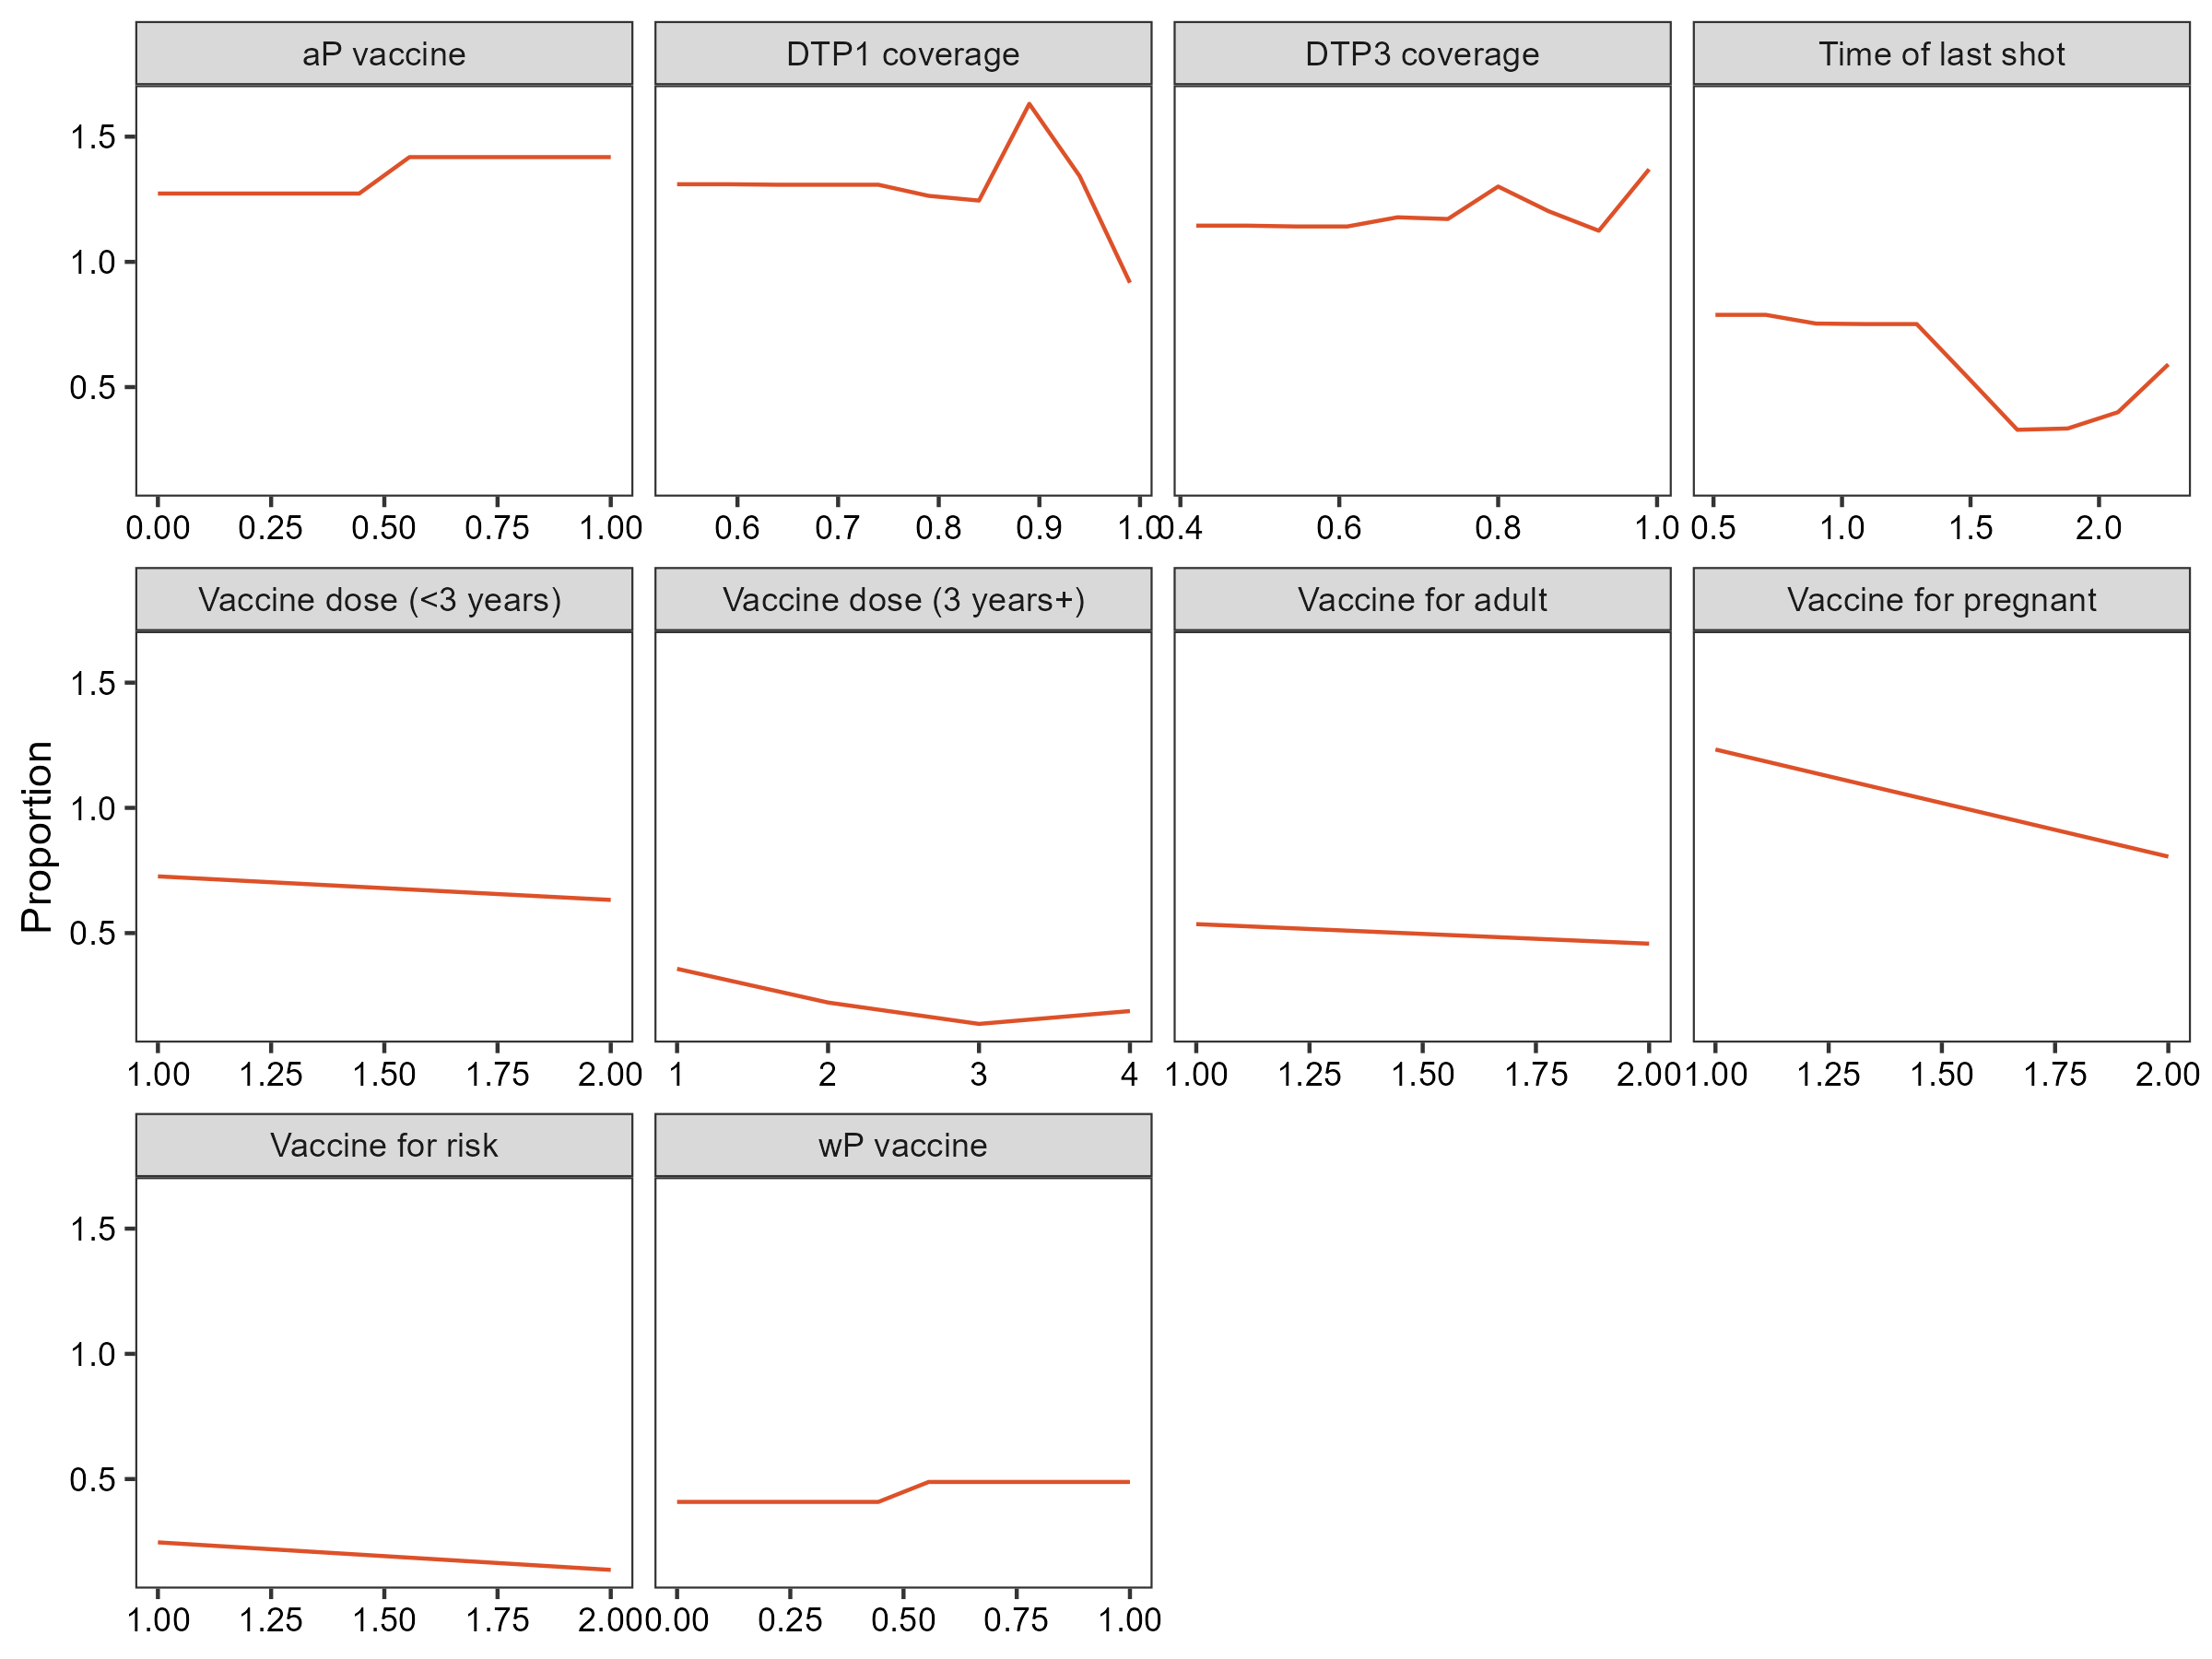 aP vaccine DTP1 coverage DTP3 coverage Time of last shot
1.5
1.0
0.5
0.00 0.25 0.50 0.75 1.00 0.6 0.7 0.8 0.9 1.0 0.4 0.6 0.8 1.0 0.5 1.0 1.5 2.0
Vaccine dose (<3 years) Vaccine dose (3 years+) Vaccine for adult Vaccine for pregnant
1.5
1.0
0.5
Proportion
1.00 1.25 1.50 1.75 2.00 1 2 3 4 1.00 1.25 1.50 1.75 2.00 1.00 1.25 1.50 1.75 2.00
Vaccine for risk wP vaccine
1.5
1.0
0.5
1.00 1.25 1.50 1.75 2.00 0.00 0.25 0.50 0.75 1.00